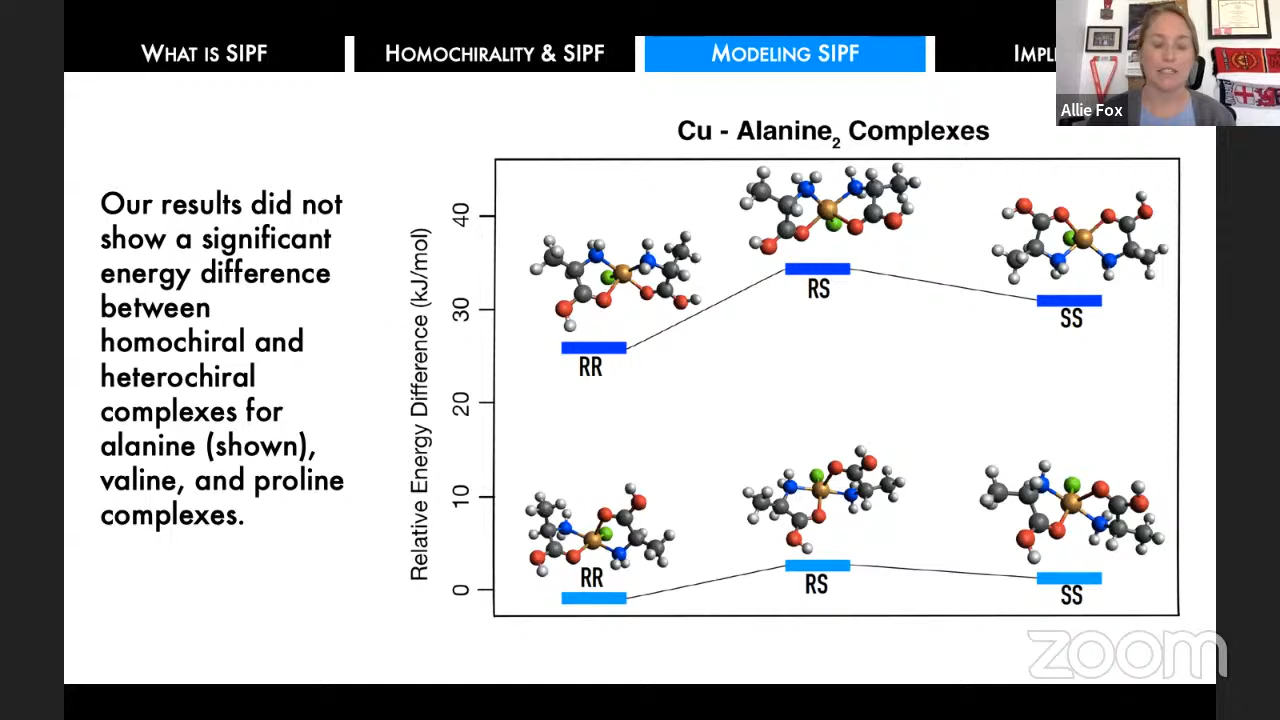 WHAT IS SIPF
HOMOCHIRALITY & SIPF
MODELING SIPF
IMPL
Allie Fox
Cu - Alanine2 Complexes
Our results did not
show a significant
energy difference
between
homochiral and
heterochiral
complexes for
alanine (shown),
valine, and proline
complexes.
Relative Energy Difference (kJ/mol)
40
30
20
10
0
RR
RS
SS
RR
RS
SS
zoom